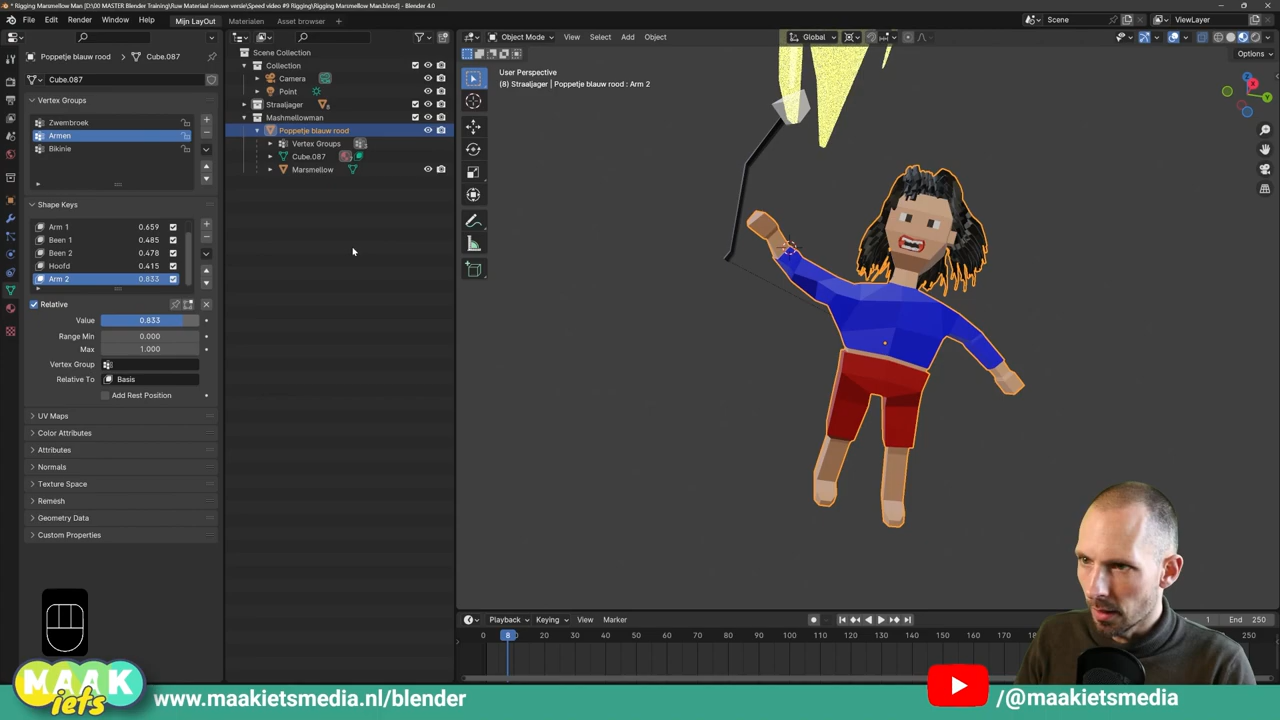 * Rigging Marsmellow Man [D:\00 MASTER Blender Training\Ruw Materiaal nieuwe versie\Speed video #9 Rigging\Rigging Marsmellow Man.blend] - Blender 4.0
File Edit Render Window Help Mijn LayOut Materialen Asset browser Scene ViewLayer
Object Mode View Select Add Object Global
Options
Poppetje blauw rood > Cube.087
Cube.087
Vertex Groups
Zwembroek
Armen
Bikinie
Shape Keys
Arm 1 0.659
Been 1 0.485
Been 2 0.478
Hoofd 0.415
Arm 2 0.833
Relative
Value 0.833
Range Min 0.000
Max 1.000
Vertex Group
Relative To Basis
Add Rest Position
UV Maps
Color Attributes
Attributes
Normals
Texture Space
Remesh
Geometry Data
Custom Properties
Scene Collection
Collection
Camera
Point
Straaljager 8
Mashmellowman
Poppetje blauw rood
Vertex Groups
Cube.087
Marsmellow
User Perspective
(8) Straaljager | Poppetje blauw rood : Arm 2
Z
X
Y
Playback Keying View Marker
1 End 250
0 8 20 30 40 50 60 70 80 90 100 110 120 130 140 150 160 170 180 250
MAAK
iets
www.maakietsmedia.nl/blender
/@maakietsmedia